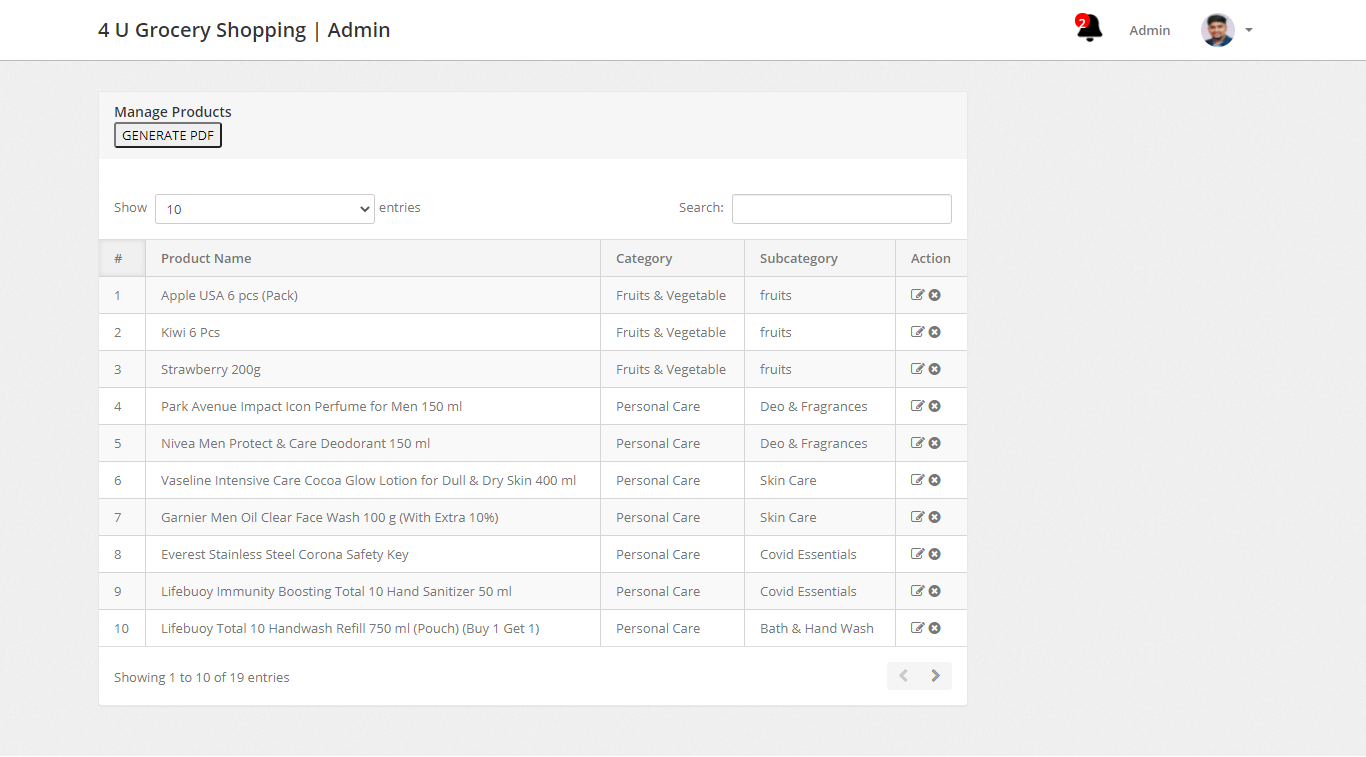 4 U Grocery Shopping | Admin
2
Admin
Manage Products
GENERATE PDF
Show 10 entries
Search:
# Product Name Category Subcategory Action
1 Apple USA 6 pcs (Pack) Fruits & Vegetable fruits
2 Kiwi 6 Pcs Fruits & Vegetable fruits
3 Strawberry 200g Fruits & Vegetable fruits
4 Park Avenue Impact Icon Perfume for Men 150 ml Personal Care Deo & Fragrances
5 Nivea Men Protect & Care Deodorant 150 ml Personal Care Deo & Fragrances
6 Vaseline Intensive Care Cocoa Glow Lotion for Dull & Dry Skin 400 ml Personal Care Skin Care
7 Garnier Men Oil Clear Face Wash 100 g (With Extra 10%) Personal Care Skin Care
8 Everest Stainless Steel Corona Safety Key Personal Care Covid Essentials
9 Lifebuoy Immunity Boosting Total 10 Hand Sanitizer 50 ml Personal Care Covid Essentials
10 Lifebuoy Total 10 Handwash Refill 750 ml (Pouch) (Buy 1 Get 1) Personal Care Bath & Hand Wash
Showing 1 to 10 of 19 entries